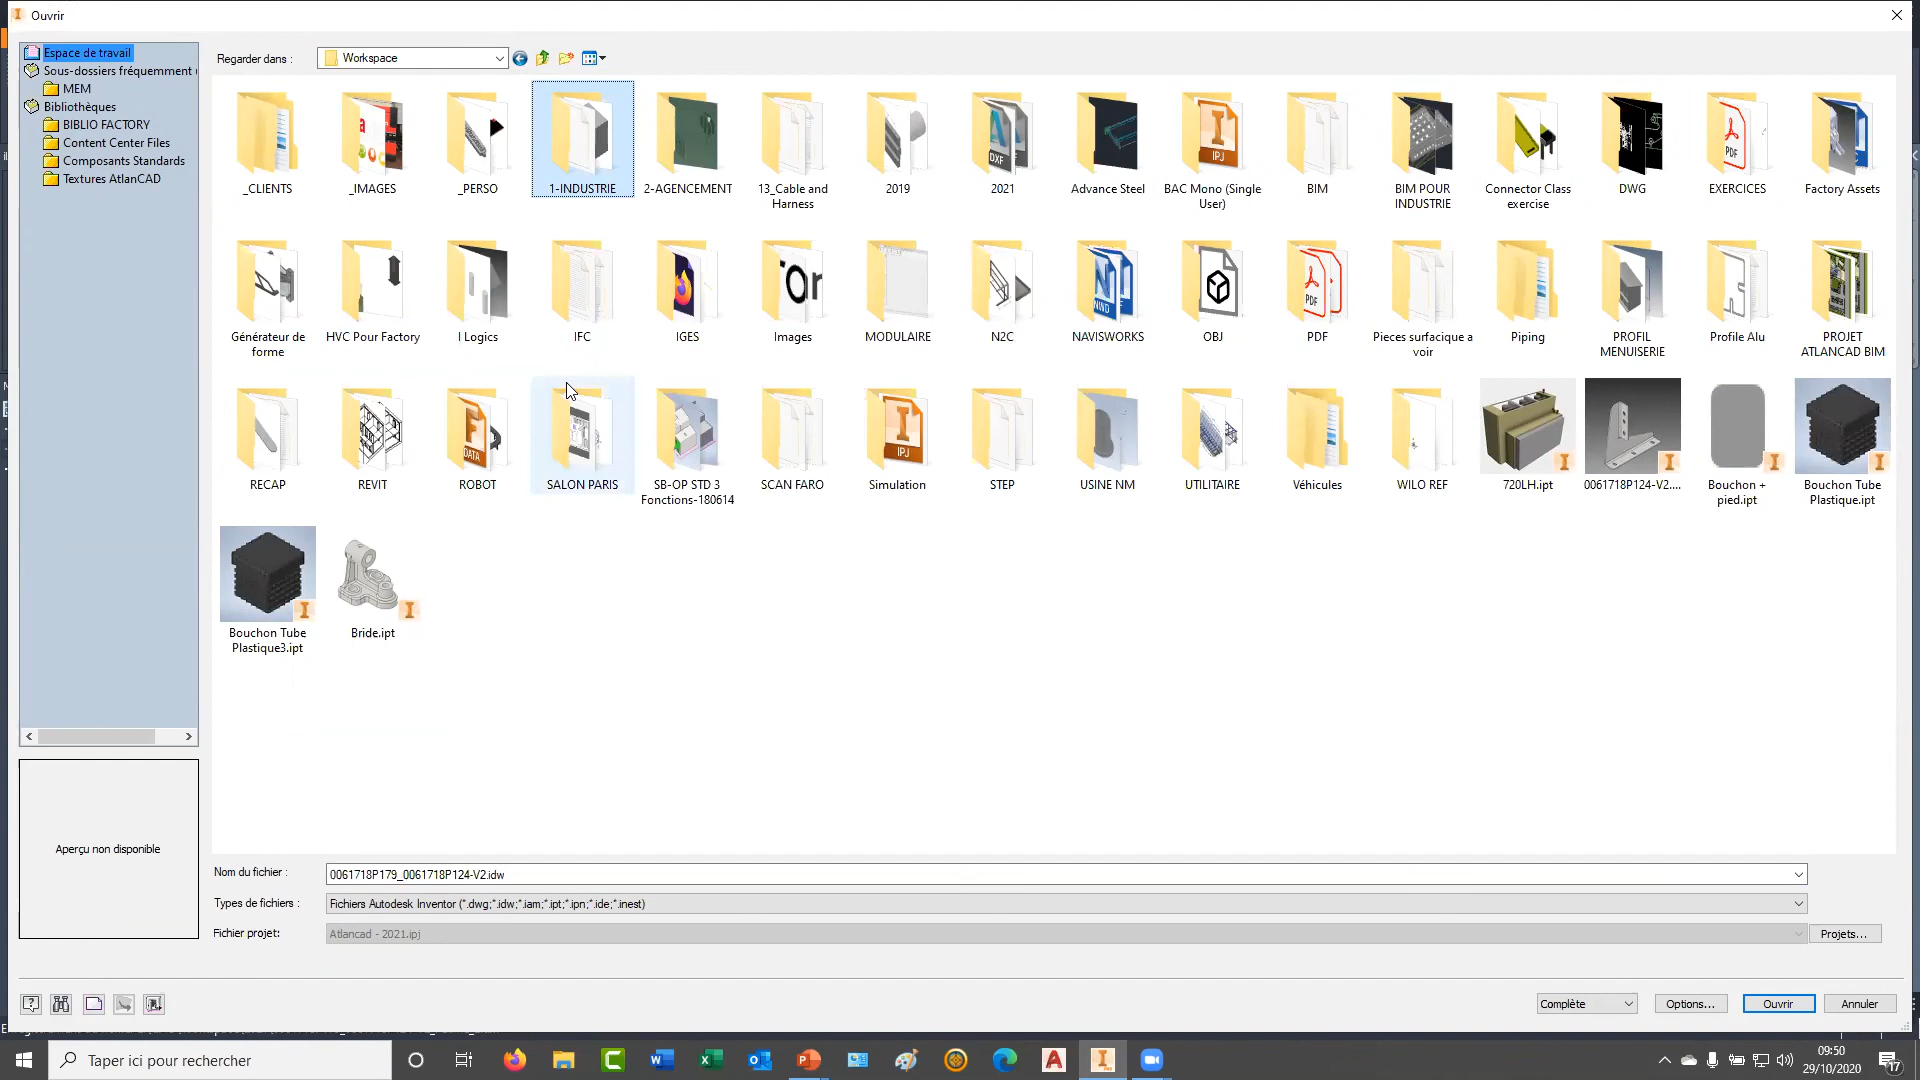 Ouvrir
Espace de travail
Sous-dossiers fréquemment
MEM
Bibliothèques
BIBLIO FACTORY
Content Center Files
Composants Standards
Textures AtlanCAD
Regarder dans :
Workspace
_CLIENTS
_IMAGES
_PERSO
1-INDUSTRIE
2-AGENCEMENT
13_Cable and
Harness
2019
2021
Advance Steel
BAC Mono (Single
User)
BIM
BIM POUR
INDUSTRIE
Connector Class
exercise
DWG
EXERCICES
Factory Assets
DXF
IPJ
PDF
Générateur de
forme
HVC Pour Factory
I Logics
IFC
IGES
Images
MODULAIRE
N2C
NAVISWORKS
OBJ
PDF
Pieces surfacique a
voir
Piping
PROFIL
MENUISERIE
Profile Alu
PROJET
ATLANCAD BIM
NWD
PDF
RECAP
REVIT
ROBOT
SALON PARIS
SB-OP STD 3
Fonctions-180614
SCAN FARO
Simulation
STEP
USINE NM
UTILITAIRE
Véhicules
WILO REF
720LH.ipt
0061718P124-V2....
Bouchon +
pied.ipt
Bouchon Tube
Plastique.ipt
DATA
IPJ
Bouchon Tube
Plastique3.ipt
Bride.ipt
Aperçu non disponible
Nom du fichier :
0061718P179_0061718P124-V2.idw
Types de fichiers :
Fichiers Autodesk Inventor (*.dwg;*.idw;*.iam;*.ipt;*.ipn;*.ide;*.inest)
Fichier projet:
Atlancad - 2021.ipj
Projets...
Complète
Options...
Ouvrir
Annuler
Taper ici pour rechercher
09:50
29/10/2020
17